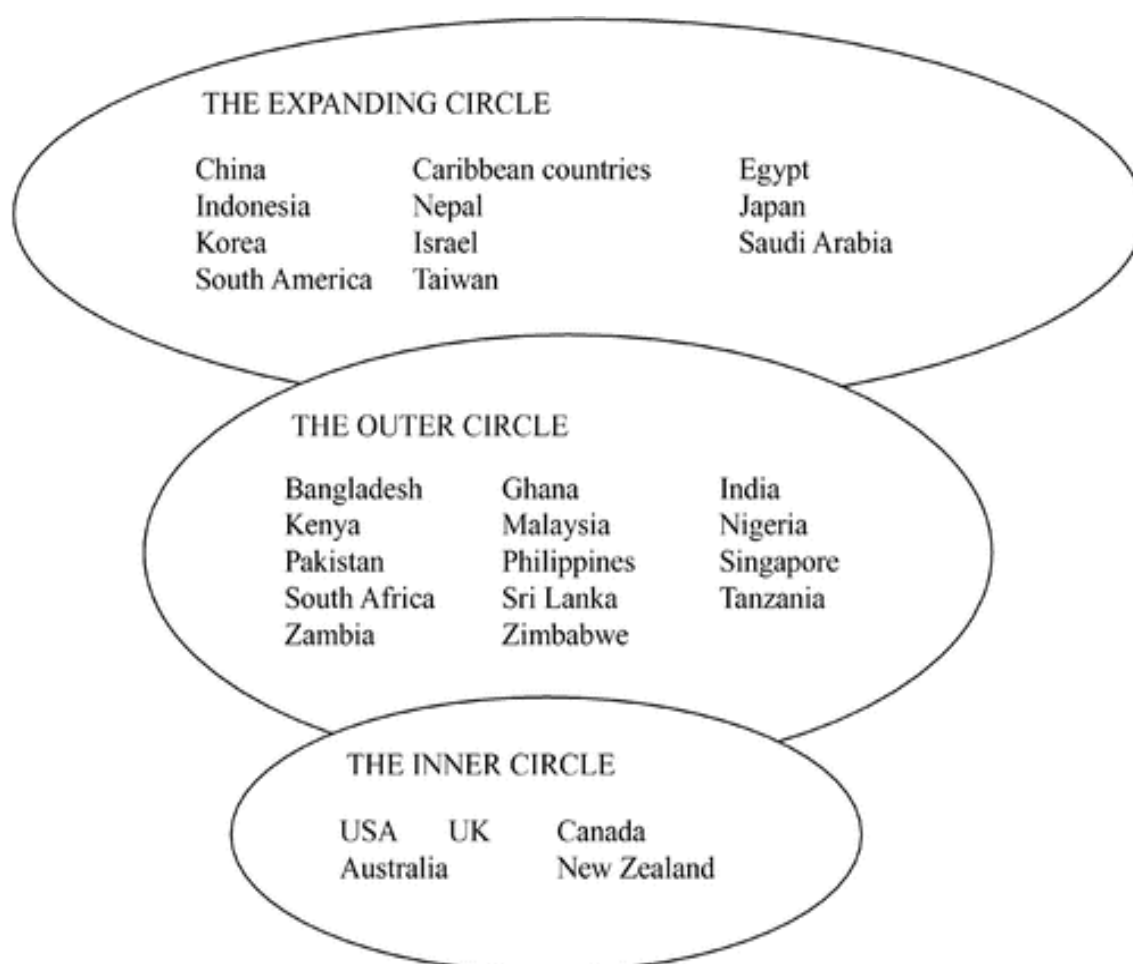 THE EXPANDING CIRCLE
China Caribbean countries Egypt
Indonesia Nepal Japan
Korea Israel Saudi Arabia
South America Taiwan
THE OUTER CIRCLE
Bangladesh Ghana India
Kenya Malaysia Nigeria
Pakistan Philippines Singapore
South Africa Sri Lanka Tanzania
Zambia Zimbabwe
THE INNER CIRCLE
USA UK Canada
Australia New Zealand